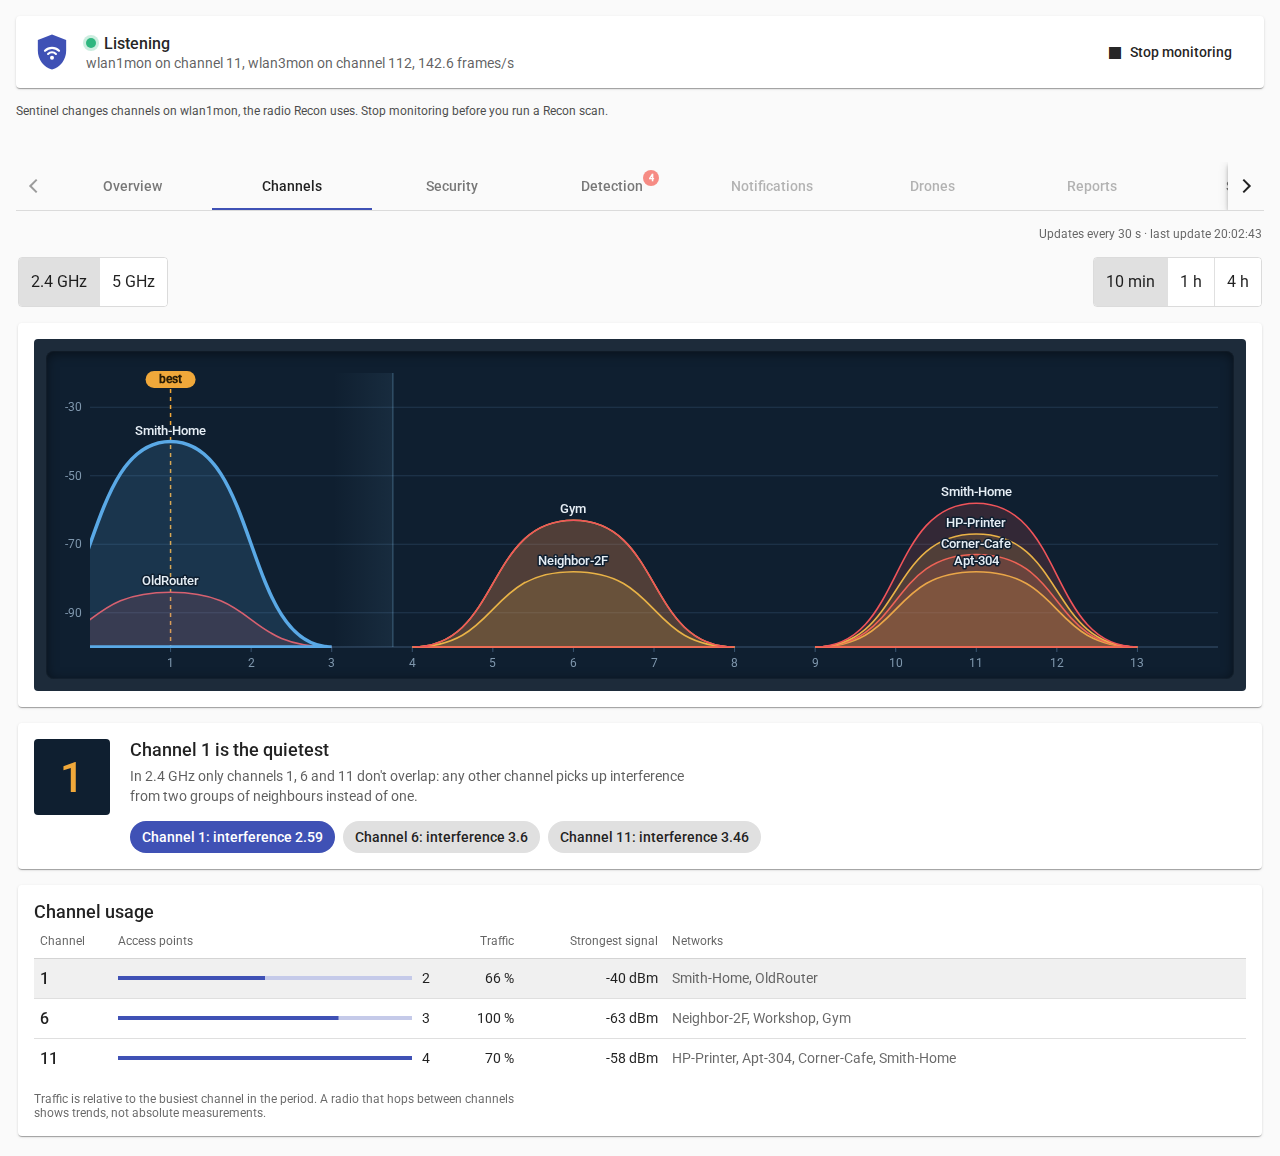 Listening
wlan1mon on channel 11, wlan3mon on channel 112, 142.6 frames/s
Stop monitoring
Sentinel changes channels on wlan1mon, the radio Recon uses. Stop monitoring before you run a Recon scan.
Overview
Channels
Security
Detection
4
Notifications
Drones
Reports
Updates every 30 s · last update 20:02:43
2.4 GHz
5 GHz
10 min
1 h
4 h
best
-30
-50
-70
-90
Smith-Home
OldRouter
Gym
Neighbor-2F
Smith-Home
HP-Printer
Corner-Cafe
Apt-304
1 2 3 4 5 6 7 8 9 10 11 12 13
1
Channel 1 is the quietest
In 2.4 GHz only channels 1, 6 and 11 don't overlap: any other channel picks up interference
from two groups of neighbours instead of one.
Channel 1: interference 2.59
Channel 6: interference 3.6
Channel 11: interference 3.46
Channel usage
Channel Access points Traffic Strongest signal Networks
1 2 66 % -40 dBm Smith-Home, OldRouter
6 3 100 % -63 dBm Neighbor-2F, Workshop, Gym
11 4 70 % -58 dBm HP-Printer, Apt-304, Corner-Cafe, Smith-Home
Traffic is relative to the busiest channel in the period. A radio that hops between channels
shows trends, not absolute measurements.